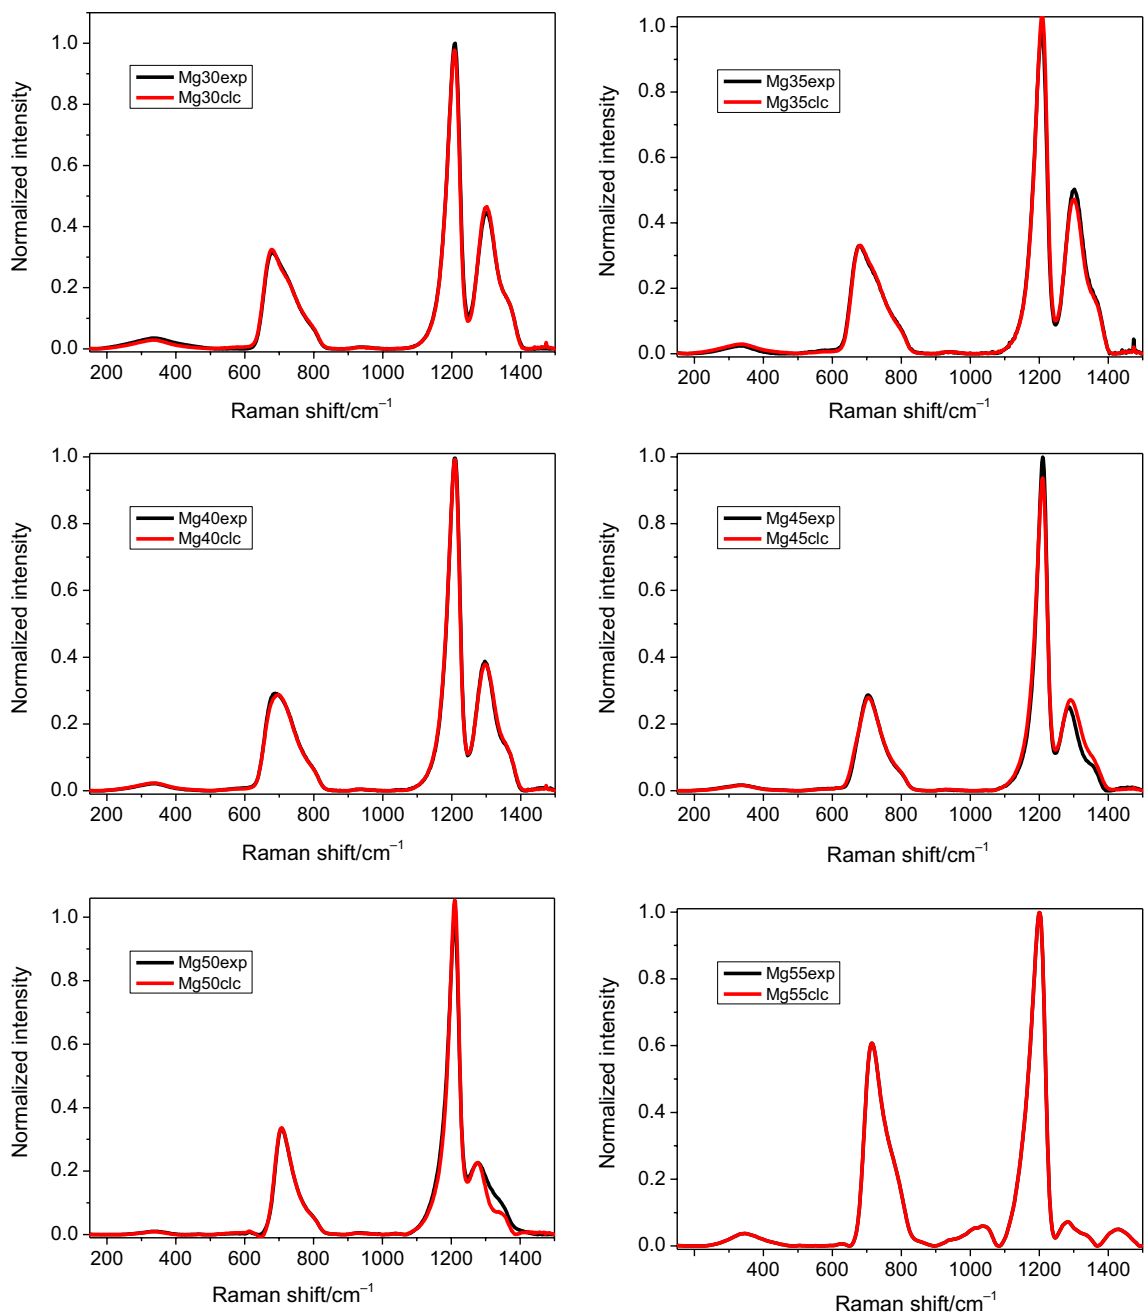 1.0
0.8
0.6
0.4
0.2
0.0
Normalized intensity
Mg30exp
Mg30clc
200 400 600 800 1000 1200 1400
Raman shift/cm⁻¹
1.0
0.8
0.6
0.4
0.2
0.0
Normalized intensity
Mg35exp
Mg35clc
200 400 600 800 1000 1200 1400
Raman shift/cm⁻¹
1.0
0.8
0.6
0.4
0.2
0.0
Normalized intensity
Mg40exp
Mg40clc
200 400 600 800 1000 1200 1400
Raman shift/cm⁻¹
1.0
0.8
0.6
0.4
0.2
0.0
Normalized intensity
Mg45exp
Mg45clc
200 400 600 800 1000 1200 1400
Raman shift/cm⁻¹
1.0
0.8
0.6
0.4
0.2
0.0
Normalized intensity
Mg50exp
Mg50clc
200 400 600 800 1000 1200 1400
Raman shift/cm⁻¹
1.0
0.8
0.6
0.4
0.2
0.0
Normalized intensity
Mg55exp
Mg55clc
200 400 600 800 1000 1200 1400
Raman shift/cm⁻¹